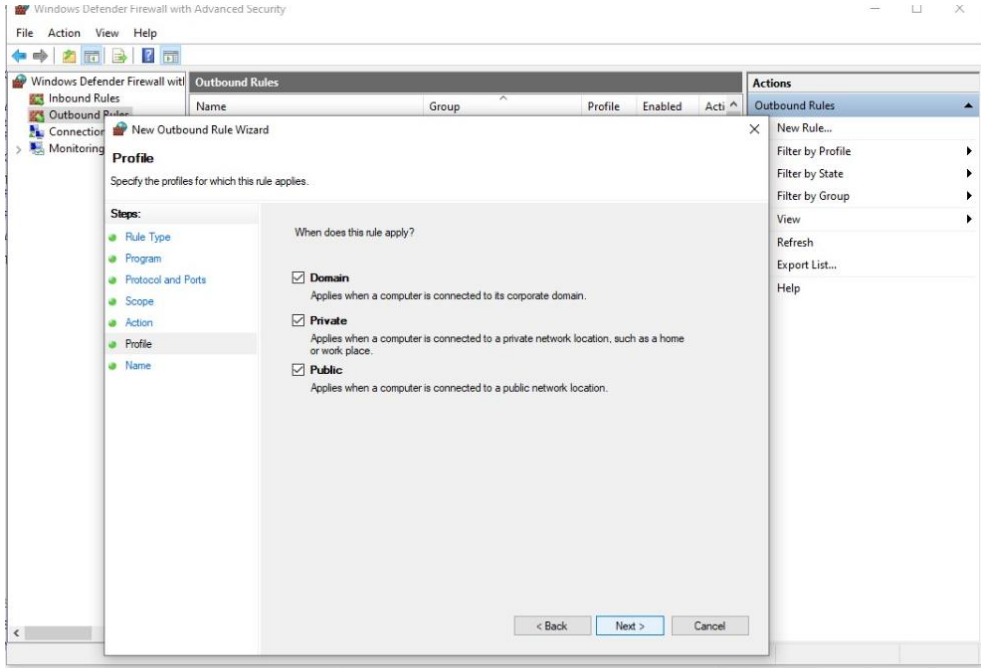 Windows Defender Firewall with Advanced Security
File Action View Help
Windows Defender Firewall witl
Inbound Rules
Outbound Rules
Connection
Monitoring
Outbound Rules
Name Group Profile Enabled Acti
New Outbound Rule Wizard
Profile
Specify the profiles for which this rule applies.
Steps:
Rule Type
Program
Protocol and Ports
Scope
Action
Profile
Name
When does this rule apply?
Domain
Applies when a computer is connected to its corporate domain.
Private
Applies when a computer is connected to a private network location, such as a home
or work place.
Public
Applies when a computer is connected to a public network location.
< Back Next > Cancel
Actions
Outbound Rules
New Rule...
Filter by Profile
Filter by State
Filter by Group
View
Refresh
Export List...
Help